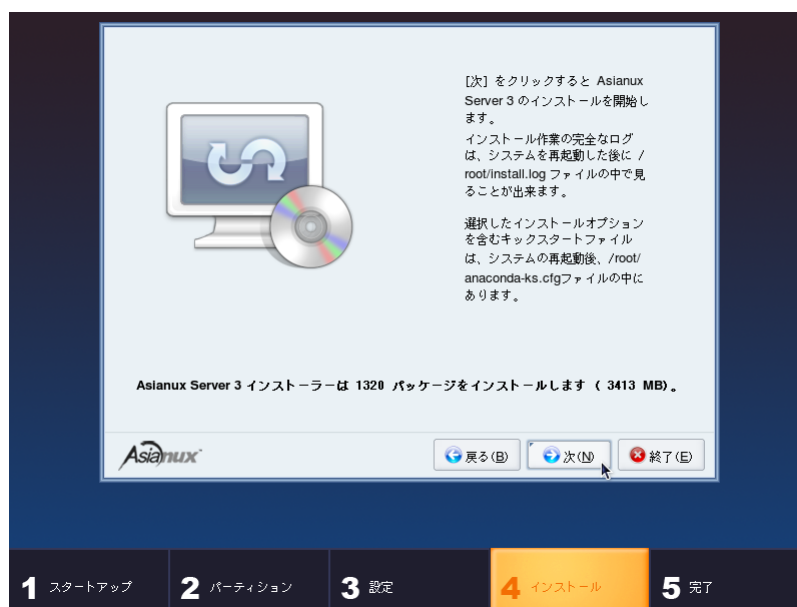 [次] をクリックすると Asianux
Server 3 のインストールを開始し
ます。
インストール作業の完全なログ
は、システムを再起動した後に /
root/install.log ファイルの中で見
ることが出来ます。
選択したインストールオプション
を含むキックスタートファイル
は、システムの再起動後、/root/
anaconda-ks.cfgファイルの中に
あります。
Asianux Server 3 インストーラーは 1320 パッケージをインストールします ( 3413 MB)。
Asianux
戻る(B)
次(N)
終了(E)
1 スタートアップ
2 パーティション
3 設定
4 インストール
5 完了